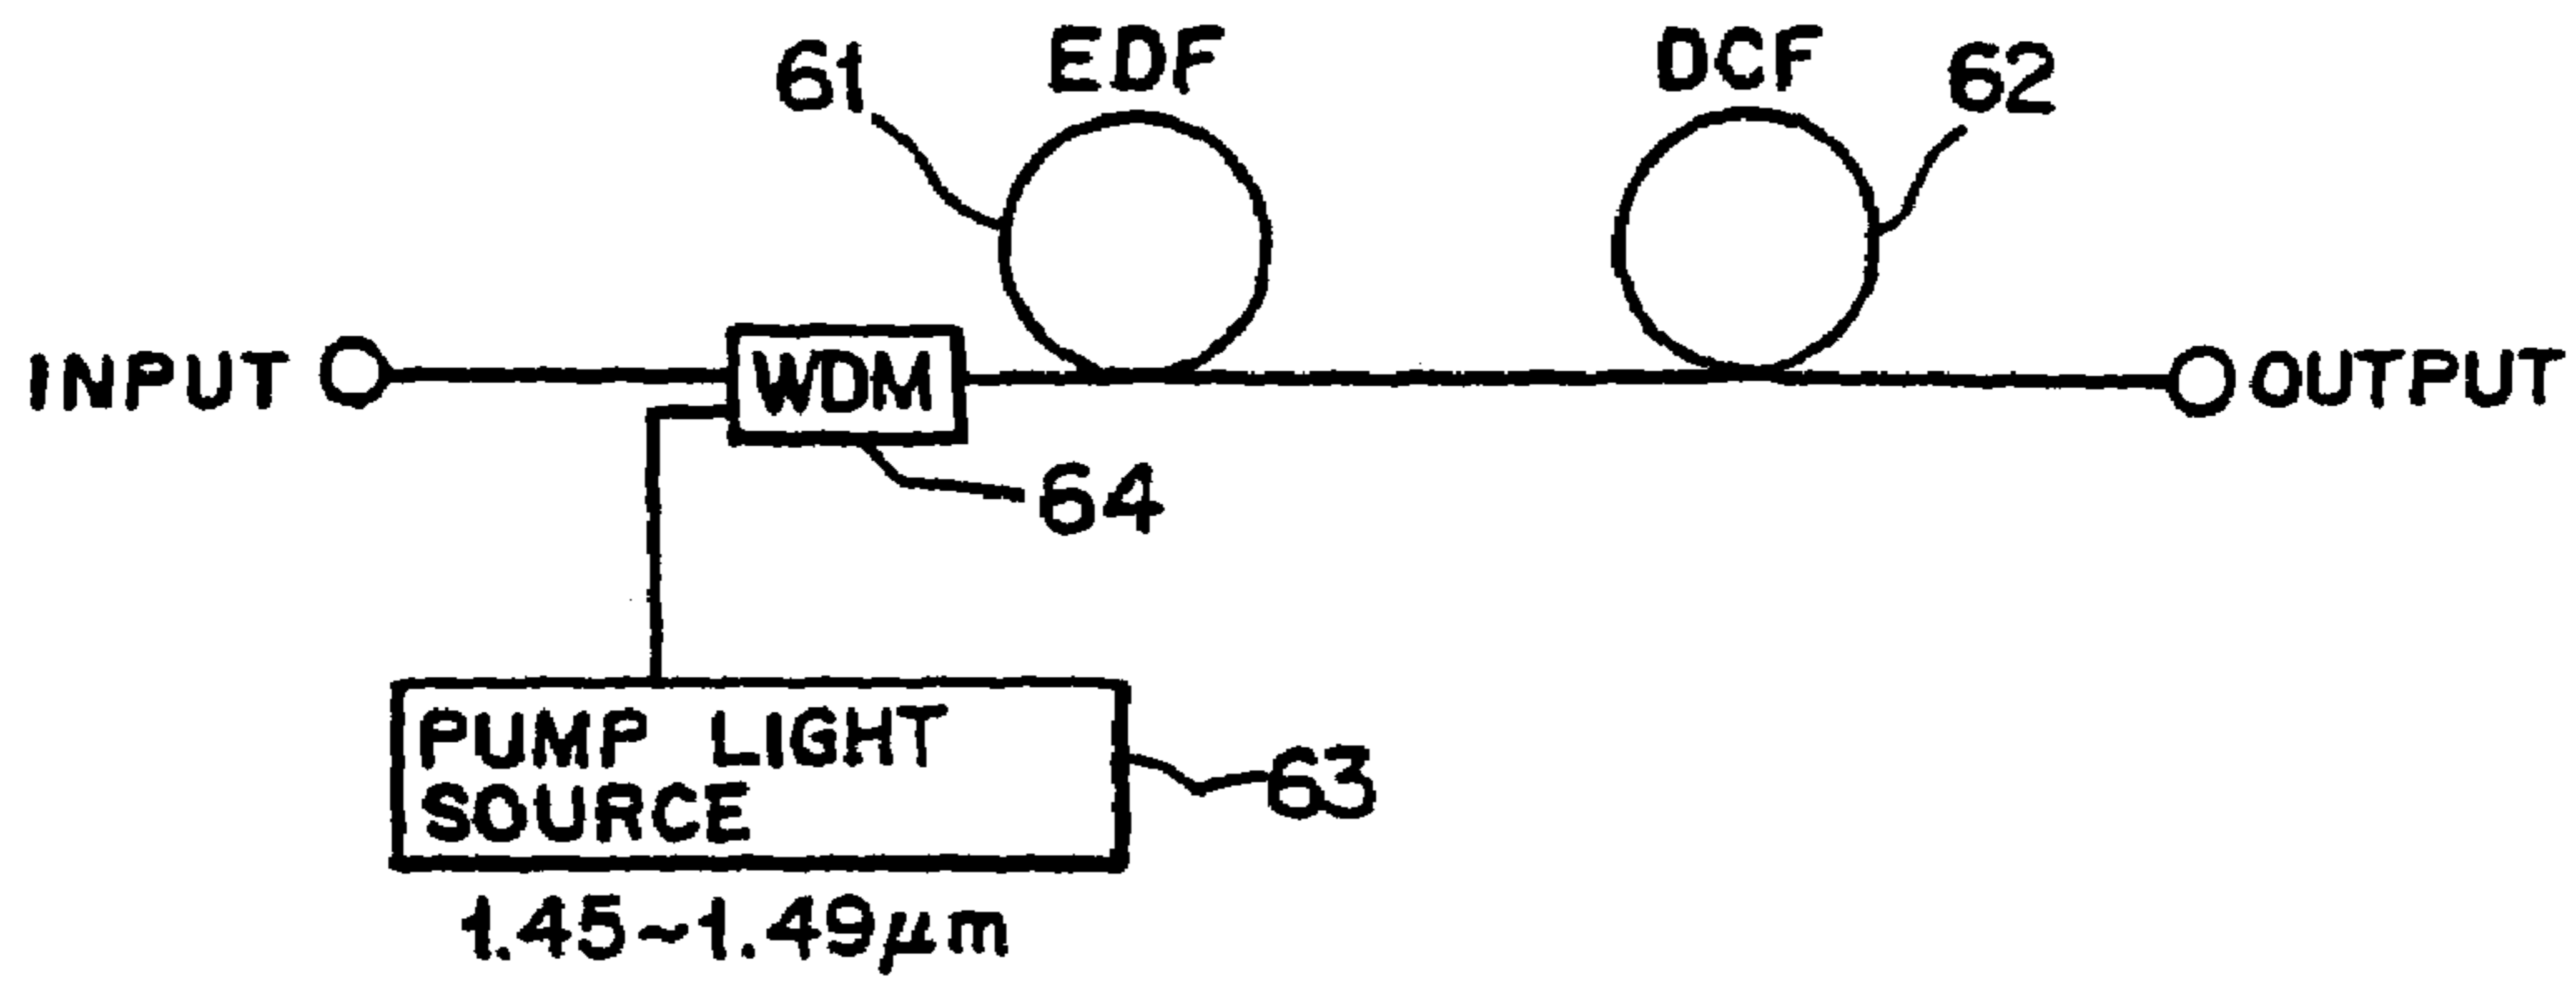 61
EDF
DCF
62
INPUT
WDM
OUTPUT
64
PUMP LIGHT
SOURCE
63
1.45~1.49μm